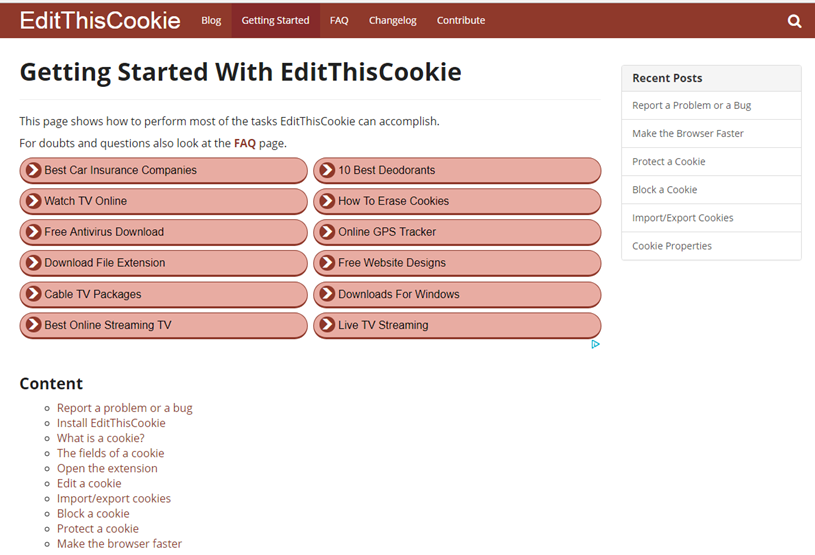 EditThisCookie Blog Getting Started FAQ Changelog Contribute
Getting Started With EditThisCookie
This page shows how to perform most of the tasks EditThisCookie can accomplish.
For doubts and questions also look at the FAQ page.
Best Car Insurance Companies
10 Best Deodorants
Watch TV Online
How To Erase Cookies
Free Antivirus Download
Online GPS Tracker
Download File Extension
Free Website Designs
Cable TV Packages
Downloads For Windows
Best Online Streaming TV
Live TV Streaming
Content
Report a problem or a bug
Install EditThisCookie
What is a cookie?
The fields of a cookie
Open the extension
Edit a cookie
Import/export cookies
Block a cookie
Protect a cookie
Make the browser faster
Recent Posts
Report a Problem or a Bug
Make the Browser Faster
Protect a Cookie
Block a Cookie
Import/Export Cookies
Cookie Properties